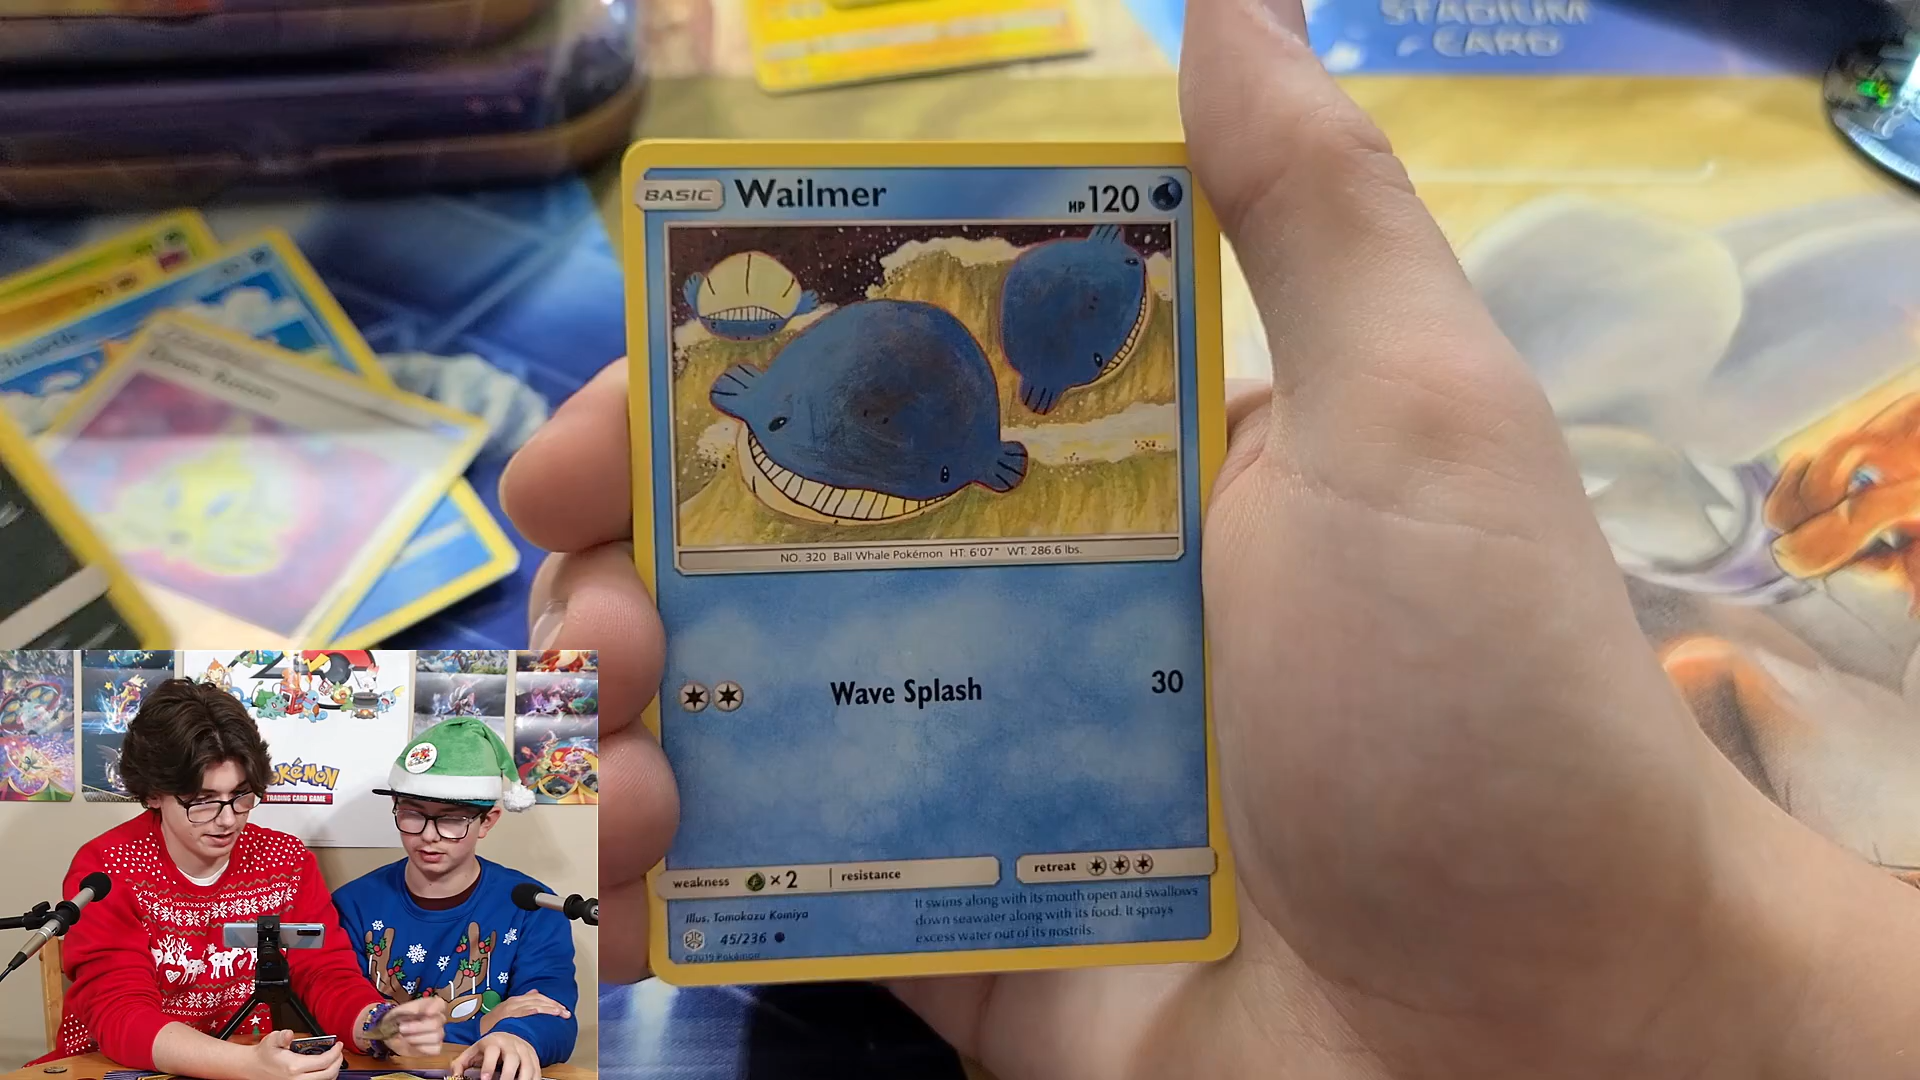 STADIUM
CARD
BASIC Wailmer HP 120
NO. 320 Ball Whale Pokémon HT: 6'07" WT: 286.6 lbs.
Wave Splash 30
weakness ×2 resistance retreat
Illus. Tomokazu Komiya
It swims along with its mouth open and swallows
down seawater along with its food. It sprays
excess water out of its nostrils.
45/236
©2019 Pokémon
POKÉMON
TRADING CARD GAME